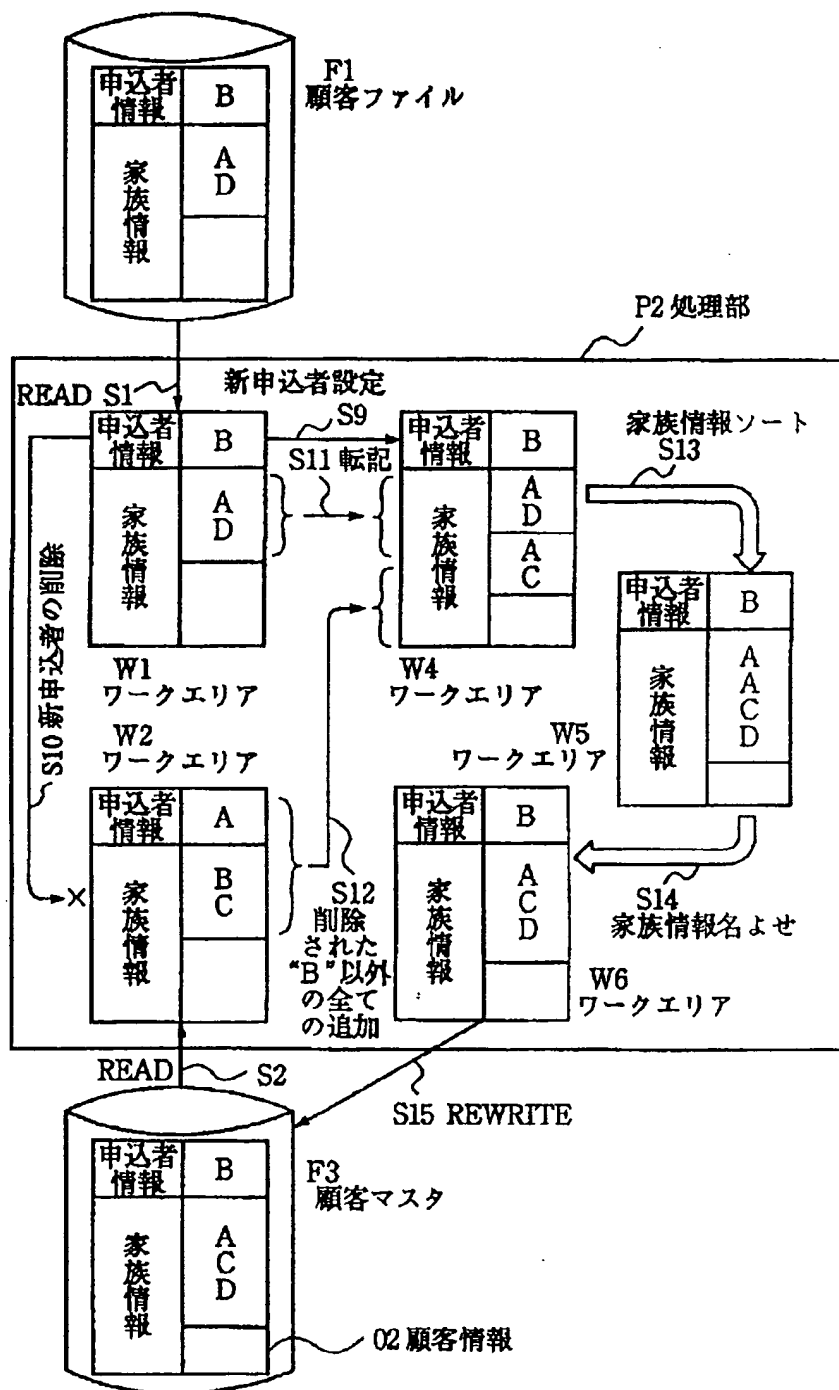 申込者
情報
B
家族情報
A
D
F1
顧客ファイル
P2 処理部
READ S1
新申込者設定
S9
申込者
情報
B
家族情報
A
D
S11 転記
申込者
情報
B
家族情報
A
D
A
C
家族情報ソート
S13
S10 新申込者の削除
W1
ワークエリア
W4
ワークエリア
申込者
情報
B
家族情報
A
A
C
D
W5
ワークエリア
W2
ワークエリア
申込者
情報
A
家族情報
B
C
×
S12
削除
された
“B”以外
の全て
の追加
申込者
情報
B
家族情報
A
C
D
S14
家族情報名よせ
W6
ワークエリア
READ
S2
S15 REWRITE
申込者
情報
B
家族情報
A
C
D
F3
顧客マスタ
02 顧客情報